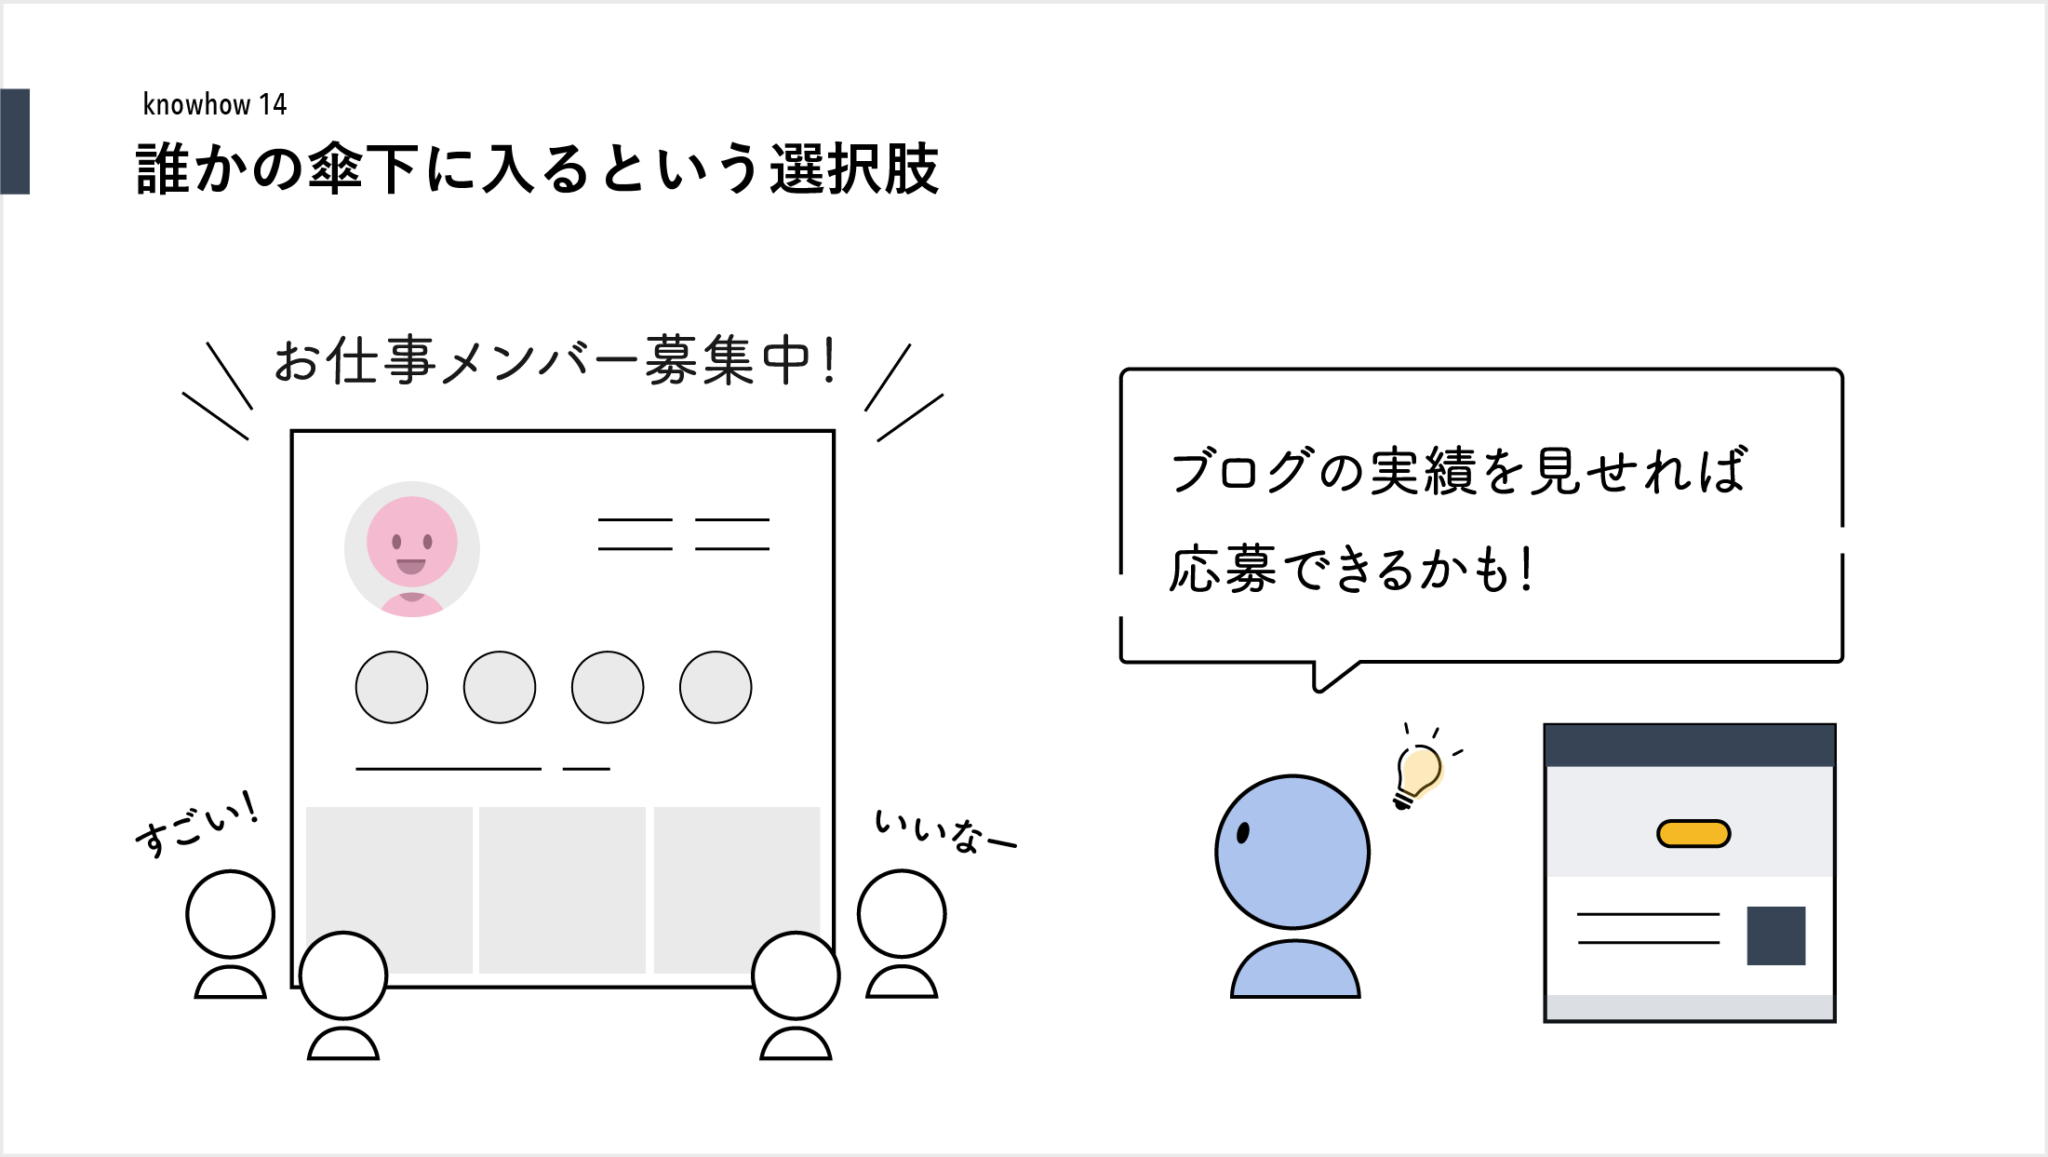 knowhow 14
誰かの傘下に入るという選択肢
お仕事メンバー募集中!
すごい!
いいなー
ブログの実績を見せれば
応募できるかも!